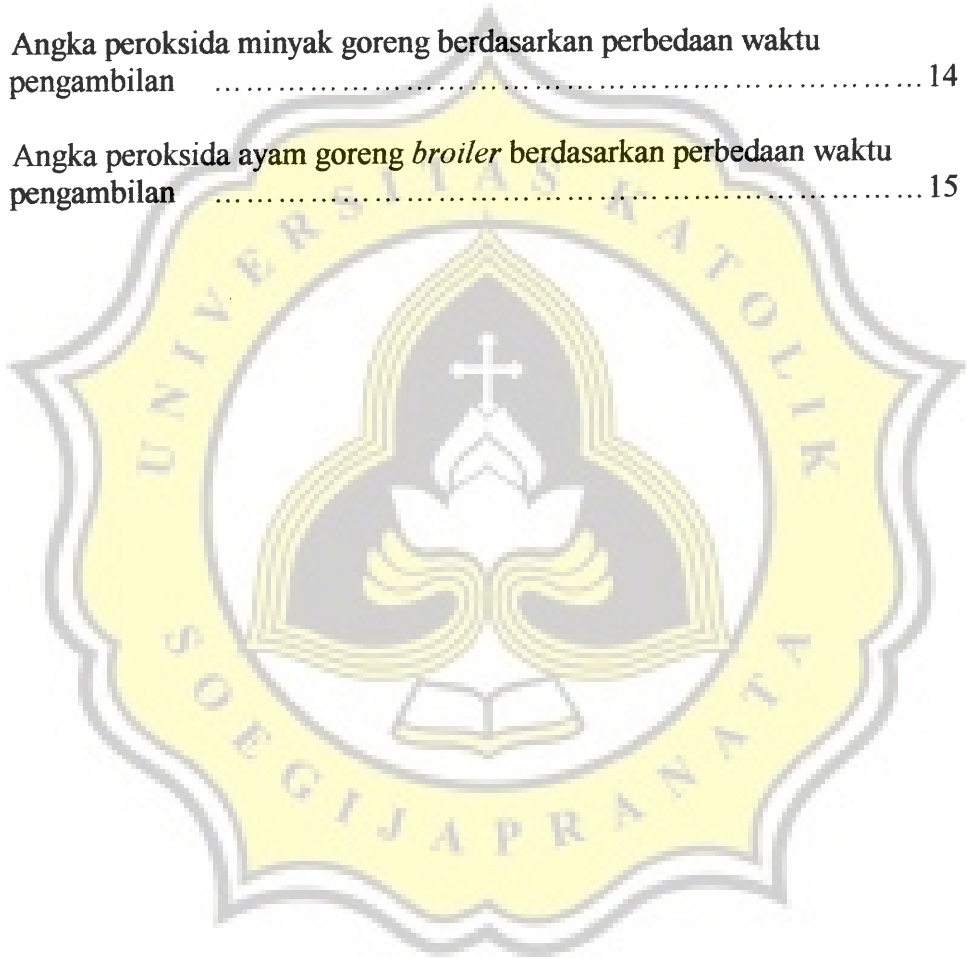 Angka peroksida minyak goreng berdasarkan perbedaan waktu
pengambilan ........................................................................ 14
Angka peroksida ayam goreng broiler berdasarkan perbedaan waktu
pengambilan ........................................................................ 15
UNIVERSITAS KATOLIK
SOEGIJAPRANATA